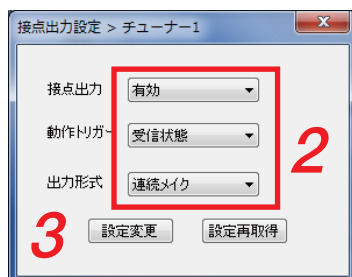 接点出力設定 > チューナー1
接点出力 有効
動作トリガー 受信状態
2
出力形式 連続メイク
3 設定変更 設定再取得